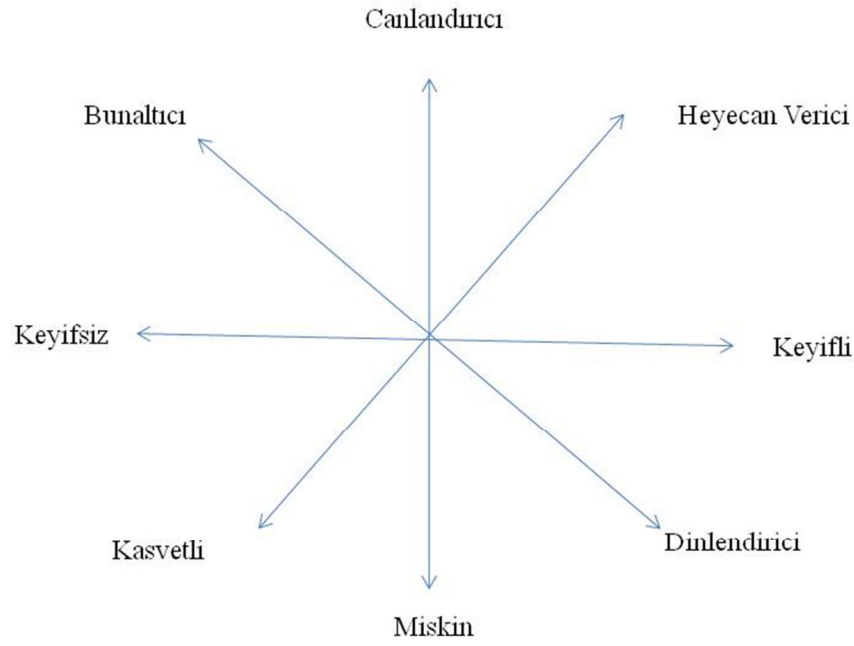 Canlandırıcı
Bunaltıcı
Heyecan Verici
Keyifsiz
Keyifli
Kasvetli
Dinlendirici
Miskin